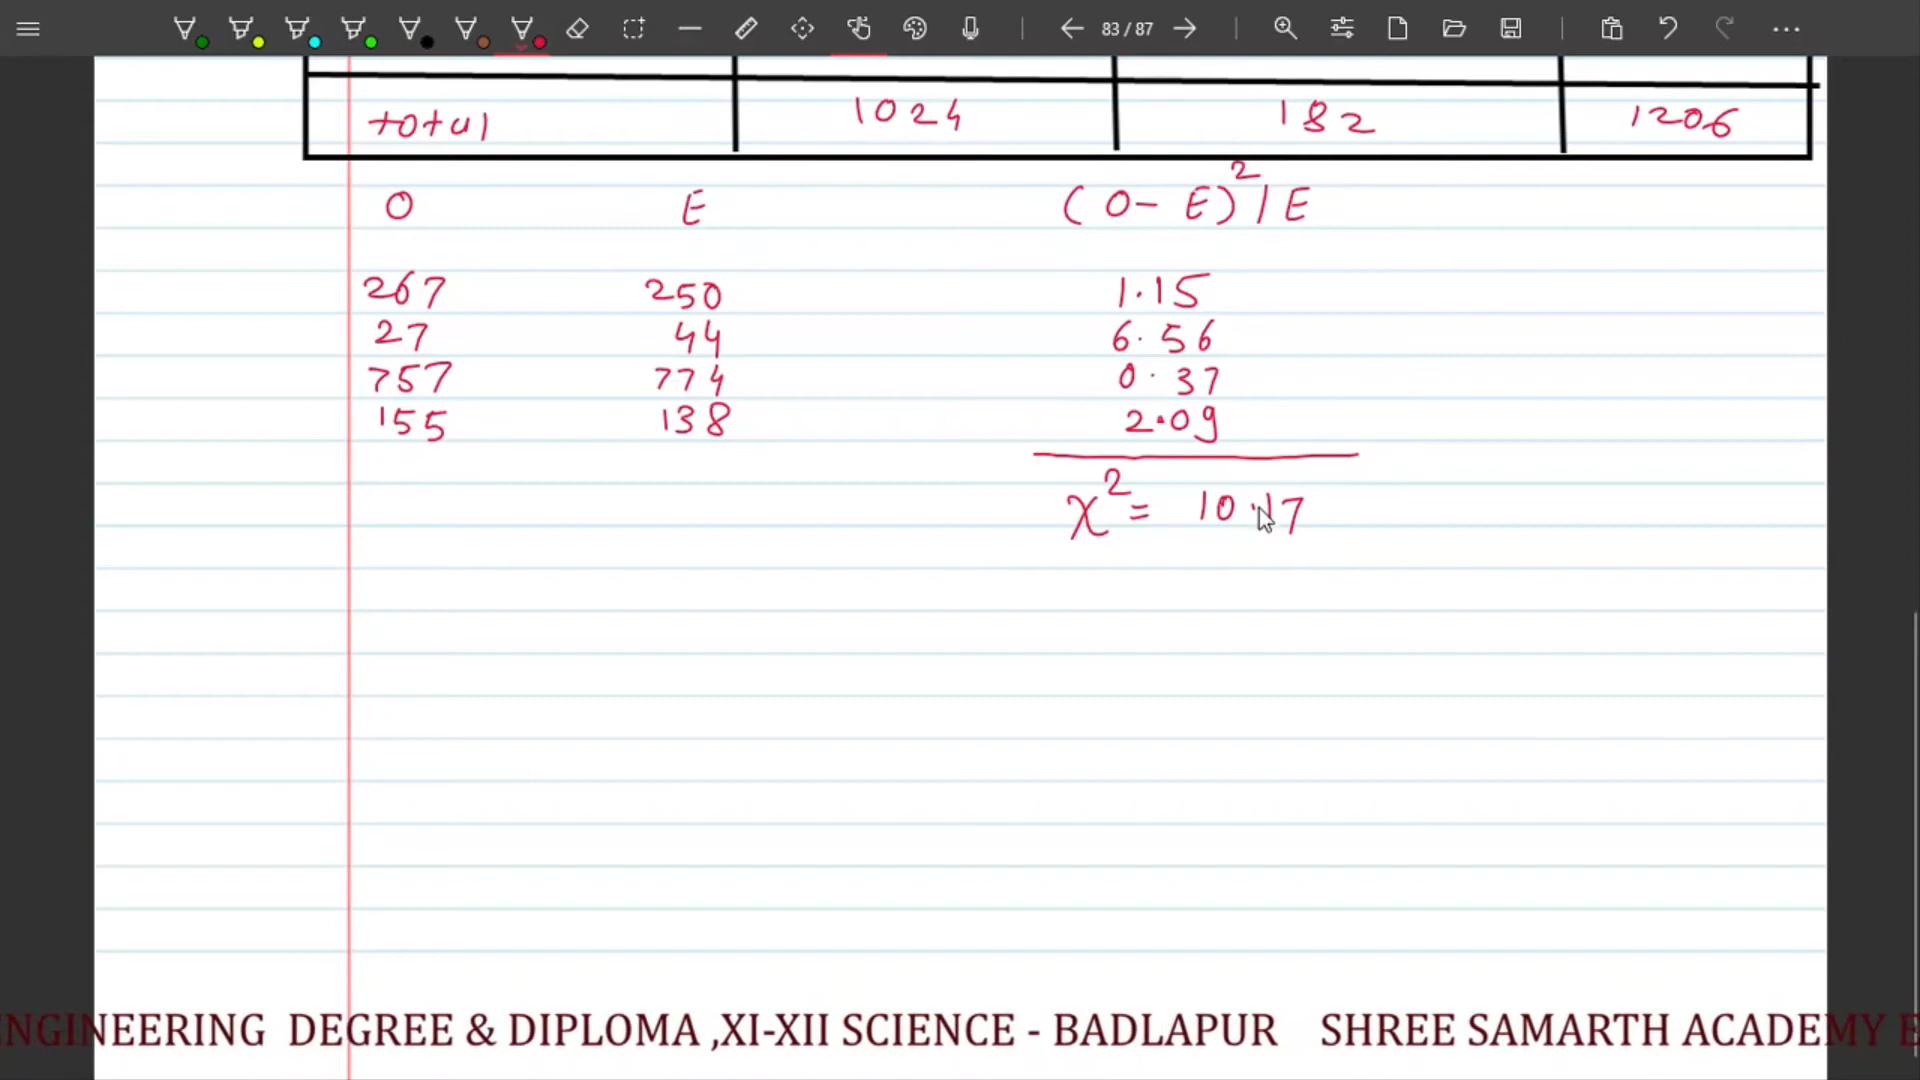 83 / 87
total 1024 182 1206
O E (O - E)² / E
267 250 1.15
27 44 6.56
757 774 0.37
155 138 2.09
χ² = 10.17
ENGINEERING DEGREE & DIPLOMA ,XI-XII SCIENCE - BADLAPUR SHREE SAMARTH ACADEMY